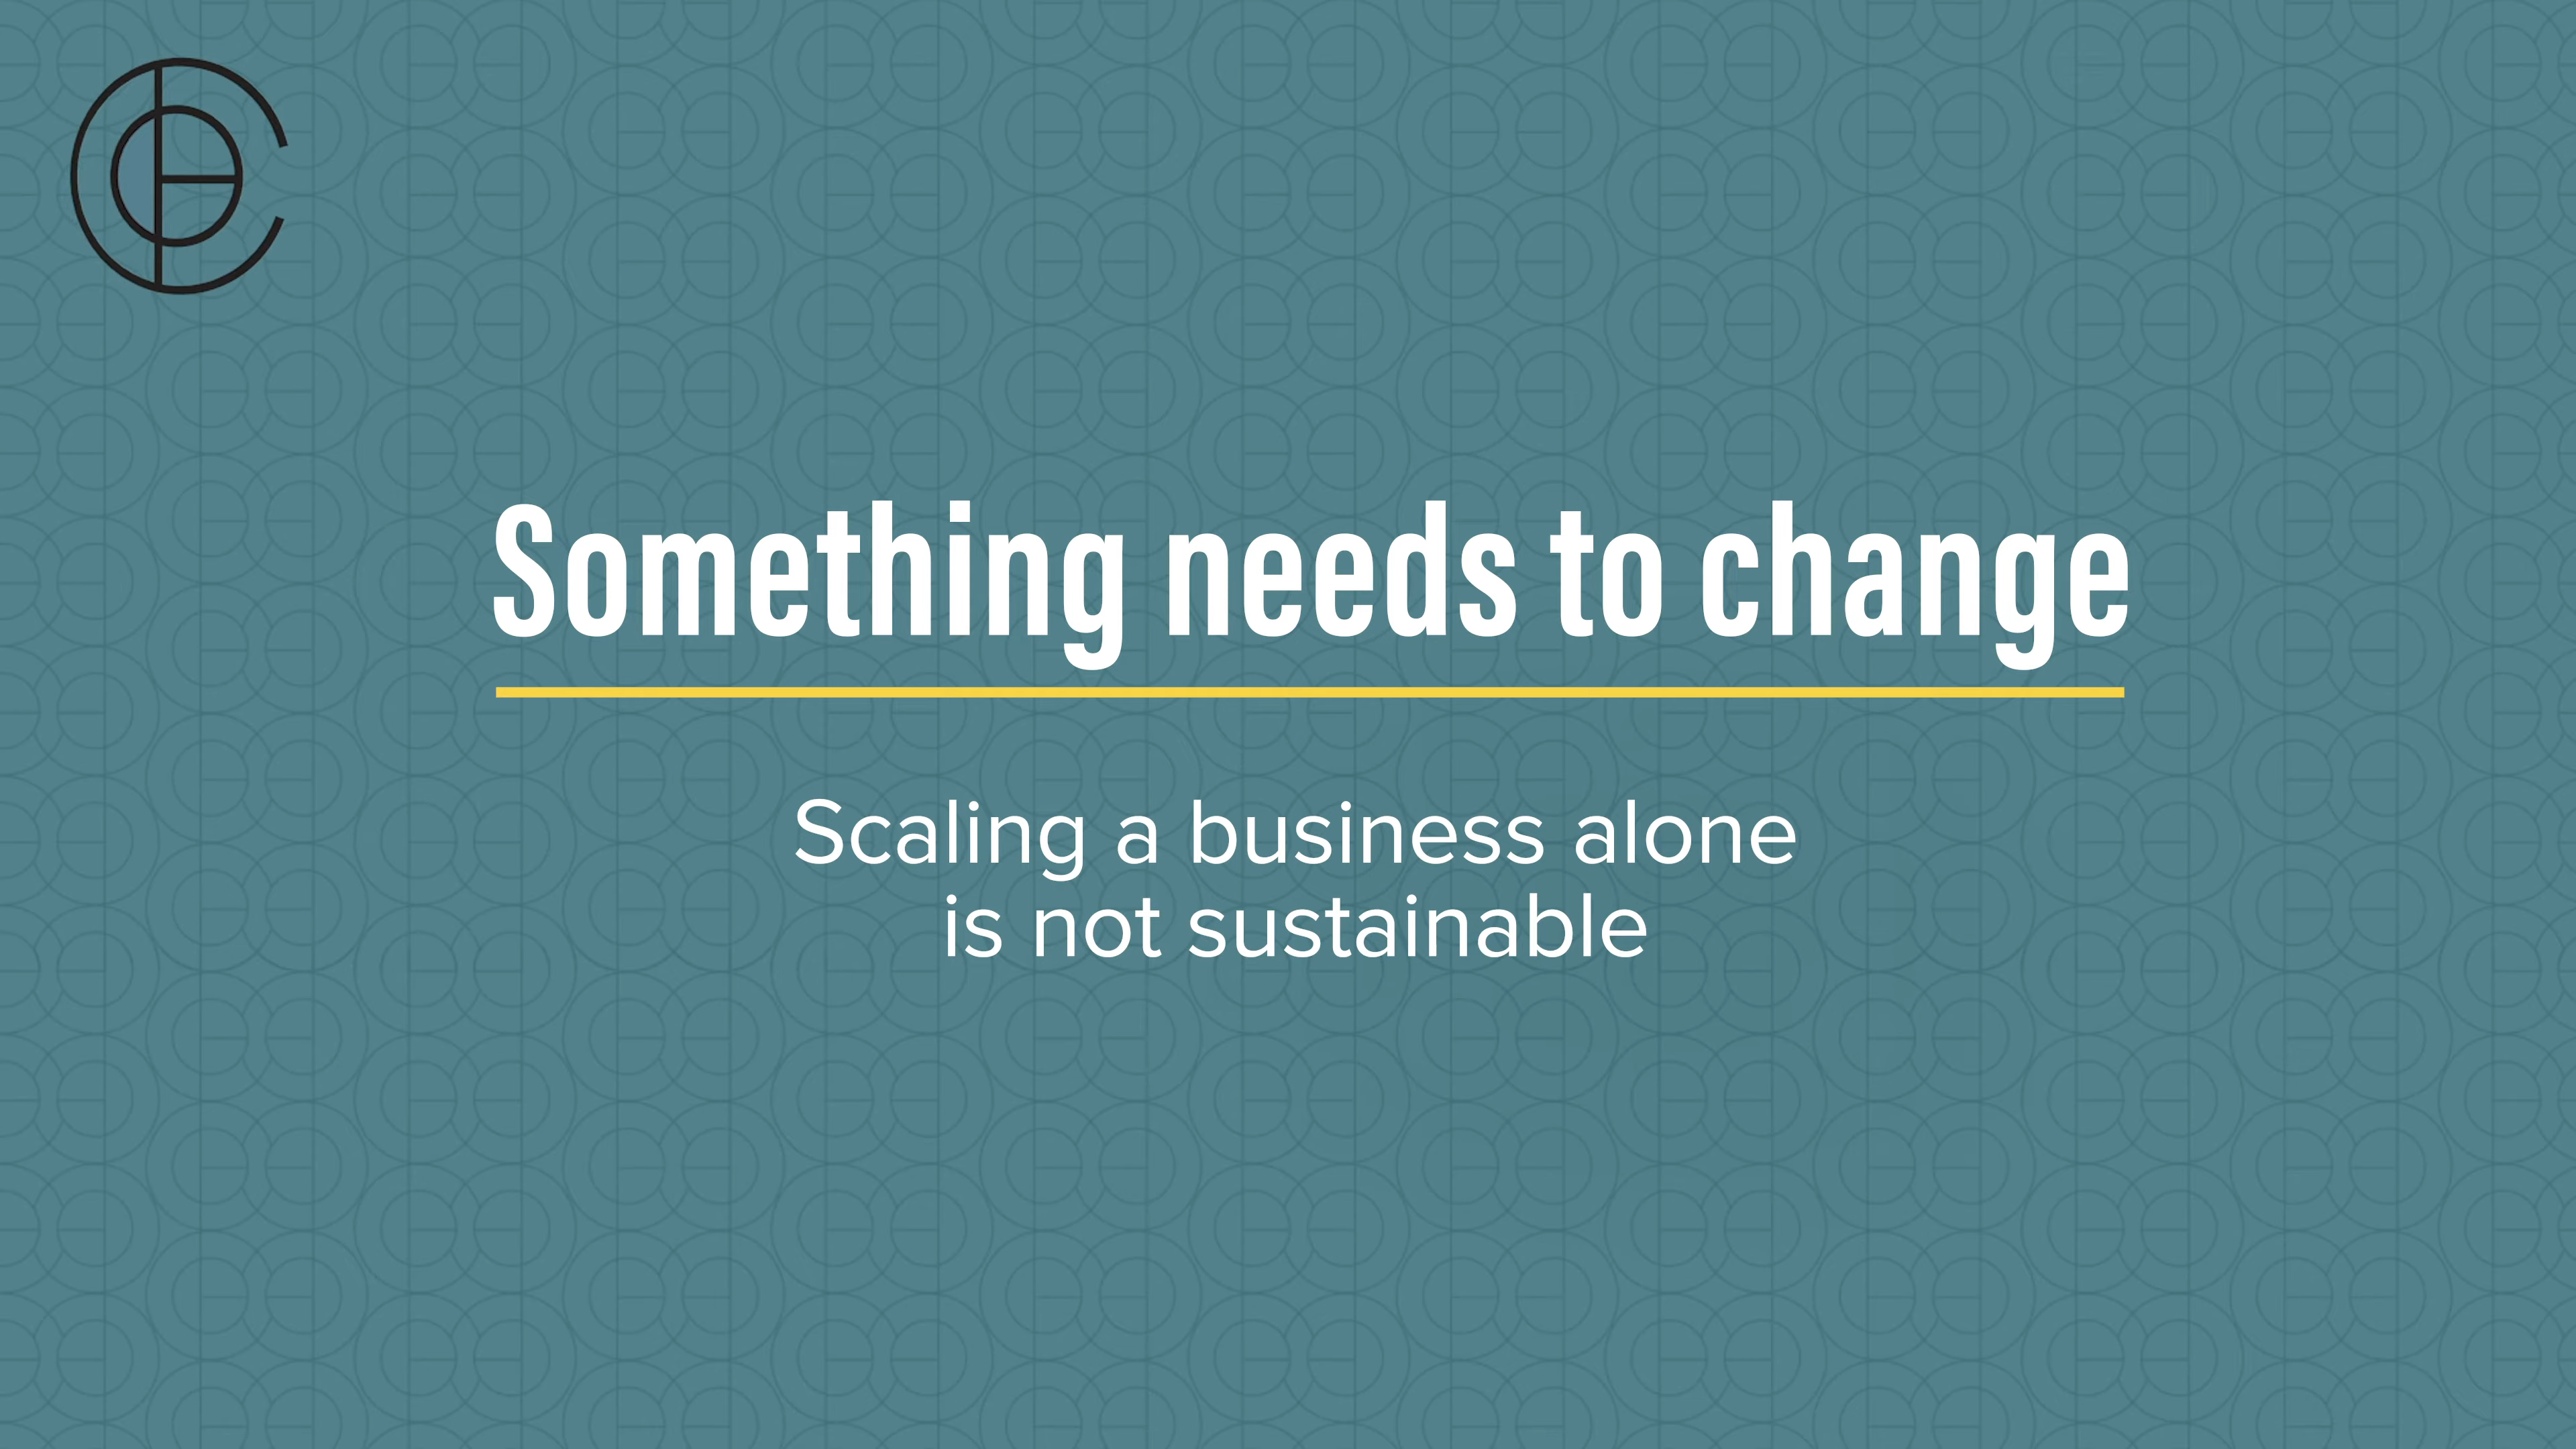 Something needs to change
Scaling a business alone
is not sustainable